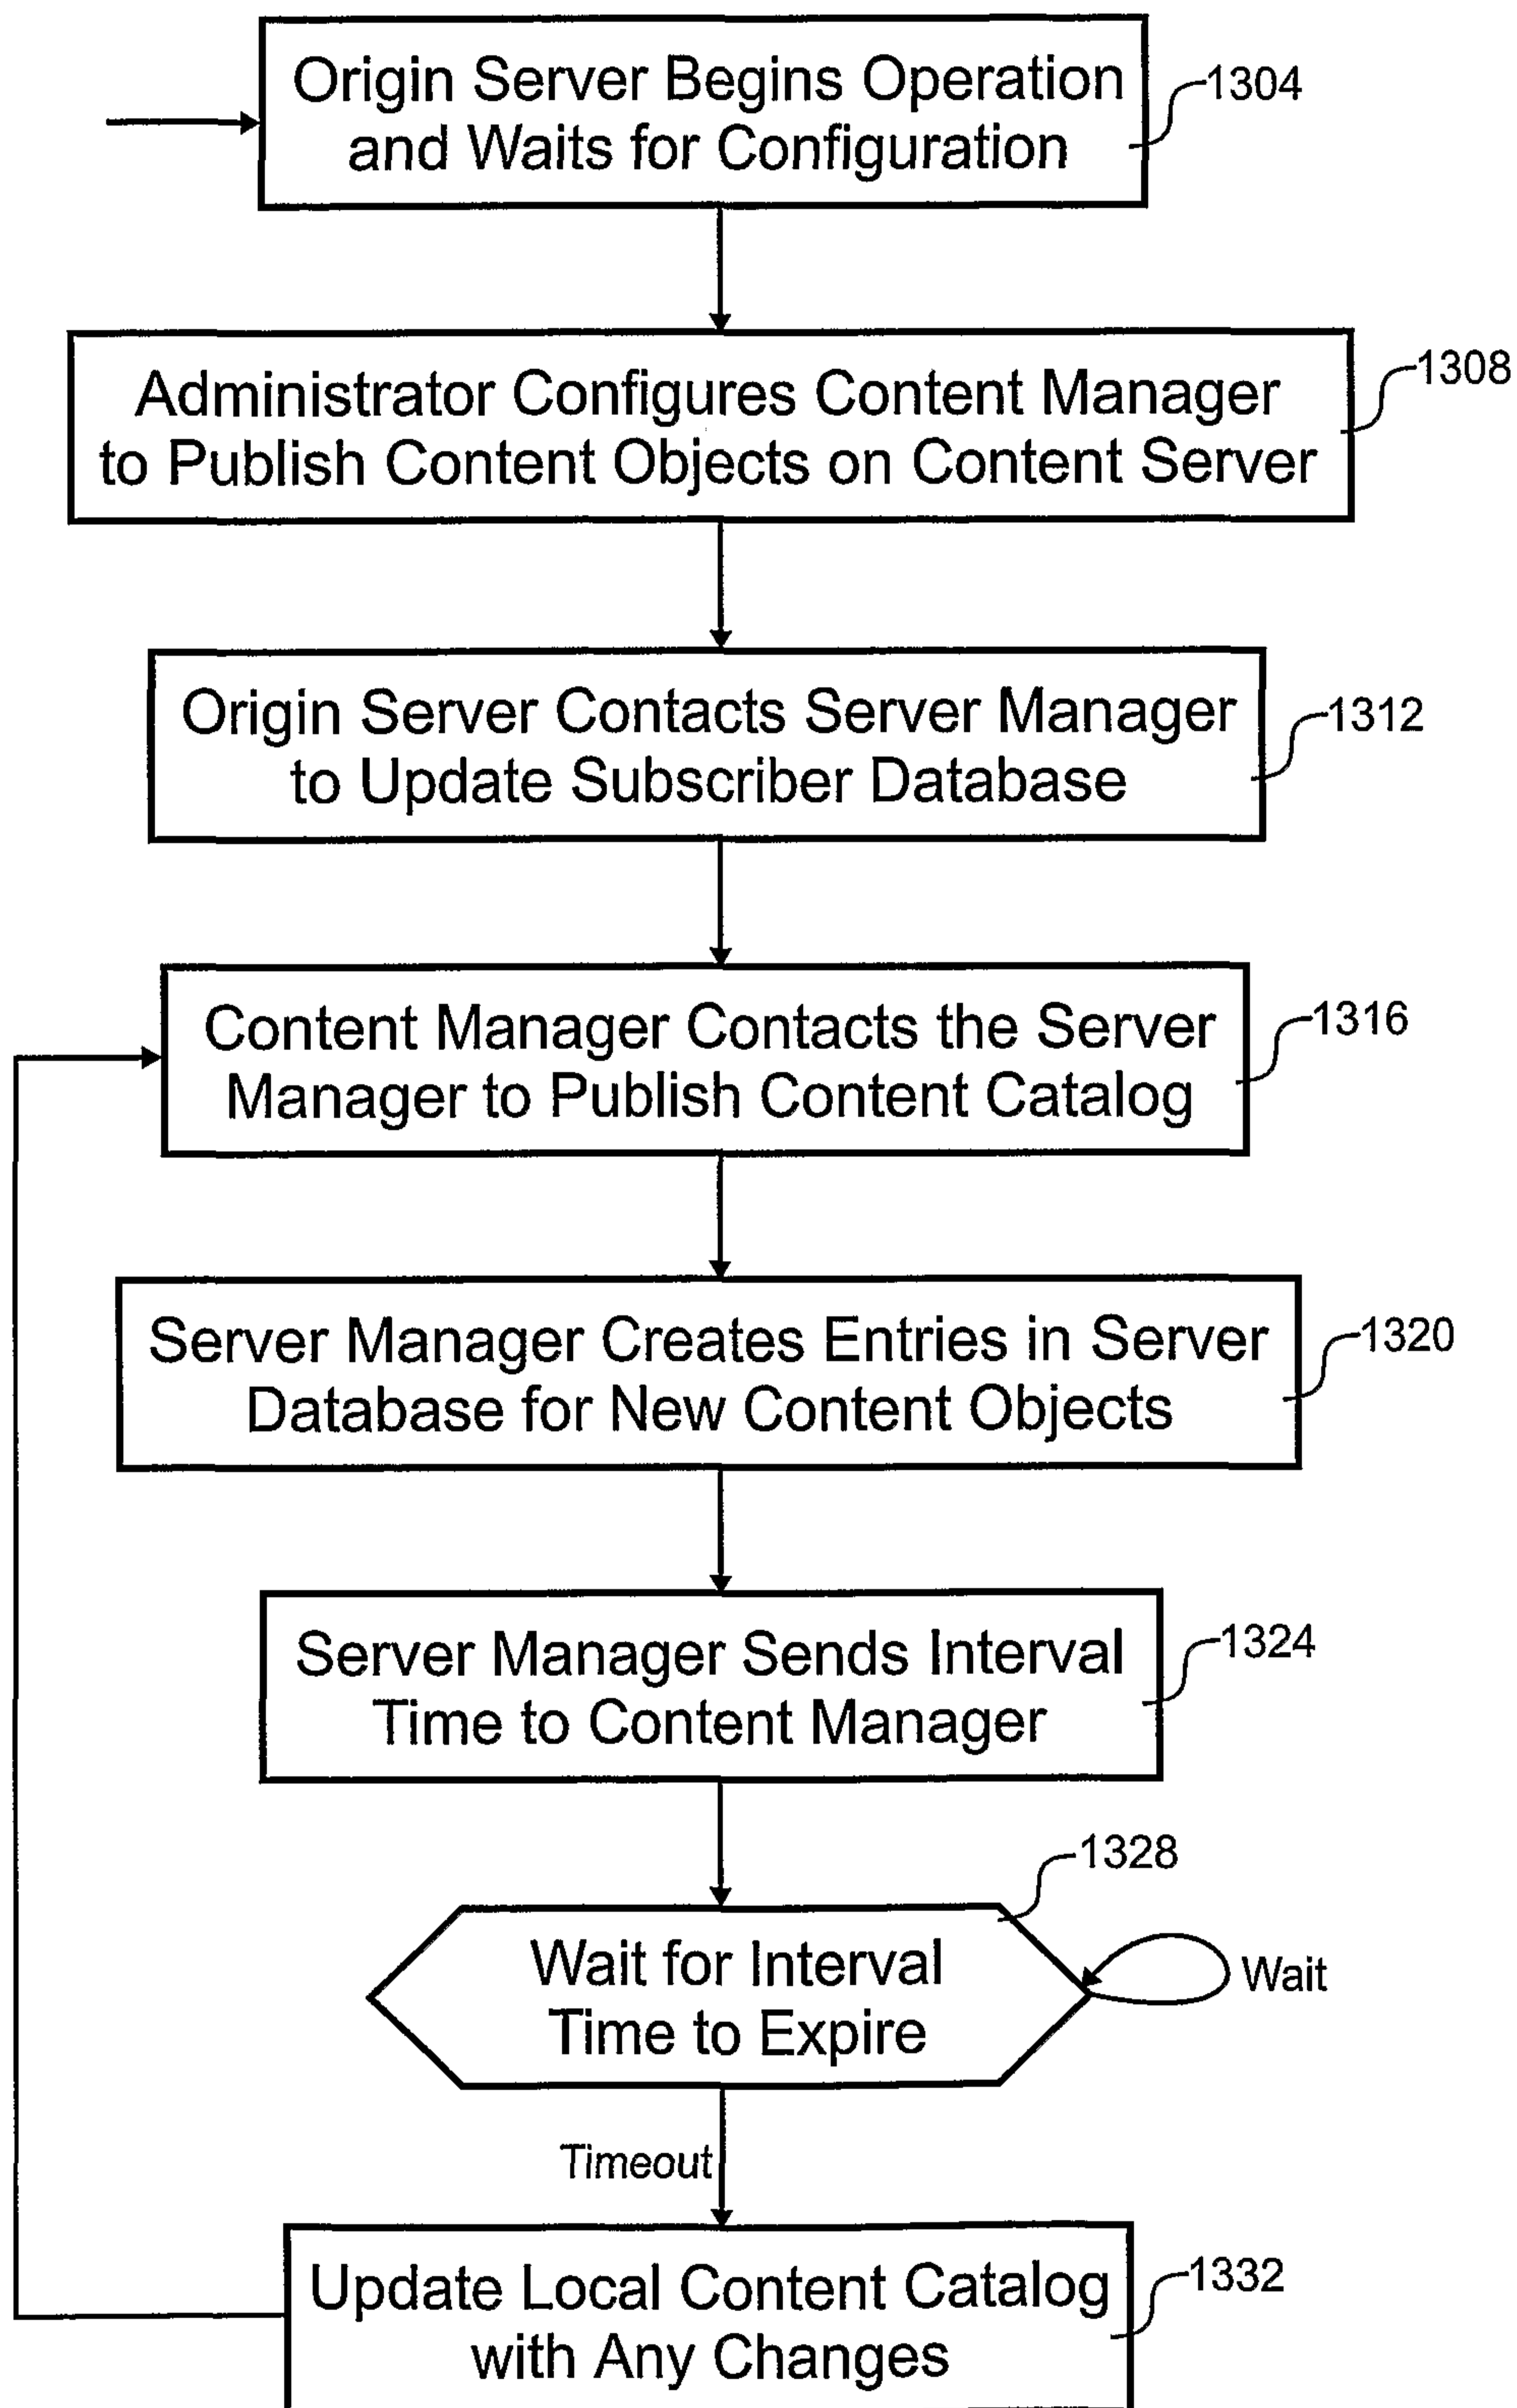 Origin Server Begins Operation
and Waits for Configuration
1304
Administrator Configures Content Manager
to Publish Content Objects on Content Server
1308
Origin Server Contacts Server Manager
to Update Subscriber Database
1312
Content Manager Contacts the Server
Manager to Publish Content Catalog
1316
Server Manager Creates Entries in Server
Database for New Content Objects
1320
Server Manager Sends Interval
Time to Content Manager
1324
1328
Wait for Interval
Time to Expire
Wait
Timeout
Update Local Content Catalog
with Any Changes
1332